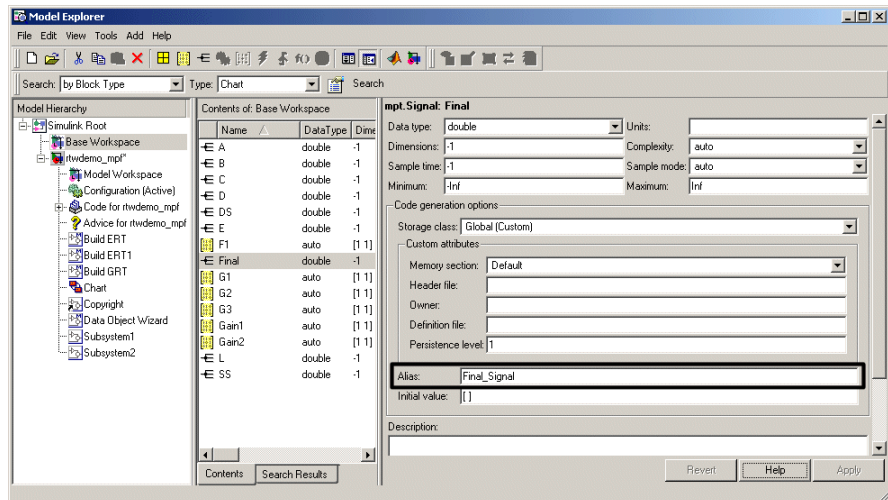 Model Explorer
File Edit View Tools Add Help
Search: by Block Type Type: Chart Search
Model Hierarchy
Simulink Root
Base Workspace
rtwdemo_mpf*
Model Workspace
Configuration (Active)
Code for rtwdemo_mpf
Advice for rtwdemo_mpf
Build ERT
Build ERT1
Build GRT
Chart
Copyright
Data Object Wizard
Subsystem1
Subsystem2
Contents of: Base Workspace
Name DataType Dime
A double -1
B double -1
C double -1
D double -1
DS double -1
E double -1
F1 auto [1 1]
Final double -1
G1 auto [1 1]
G2 auto [1 1]
G3 auto [1 1]
Gain1 auto [1 1]
Gain2 auto [1 1]
L double -1
SS double -1
Contents Search Results
mpt.Signal: Final
Data type: double Units:
Dimensions: -1 Complexity: auto
Sample time: -1 Sample mode: auto
Minimum: -Inf Maximum: Inf
Code generation options
Storage class: Global (Custom)
Custom attributes
Memory section: Default
Header file:
Owner:
Definition file:
Persistence level: 1
Alias: Final_Signal
Initial value: [ ]
Description:
Revert Help Apply